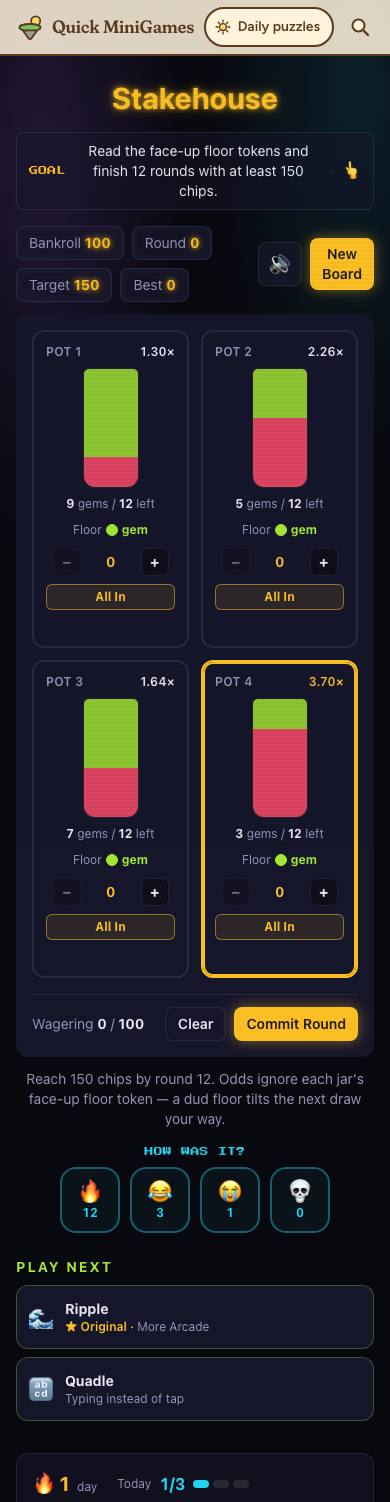 Quick MiniGames
Daily puzzles
Stakehouse
GOAL
Read the face-up floor tokens and
finish 12 rounds with at least 150
chips.
Bankroll 100
Round 0
Target 150
Best 0
New
Board
POT 1 1.30×
9 gems / 12 left
Floor gem
− 0 +
All In
POT 2 2.26×
5 gems / 12 left
Floor gem
− 0 +
All In
POT 3 1.64×
7 gems / 12 left
Floor gem
− 0 +
All In
POT 4 3.70×
3 gems / 12 left
Floor gem
− 0 +
All In
Wagering 0 / 100
Clear
Commit Round
Reach 150 chips by round 12. Odds ignore each jar's
face-up floor token — a dud floor tilts the next draw
your way.
HOW WAS IT?
12
3
1
0
PLAY NEXT
Ripple
Original · More Arcade
abcd
Quadle
Typing instead of tap
1 day
Today 1/3